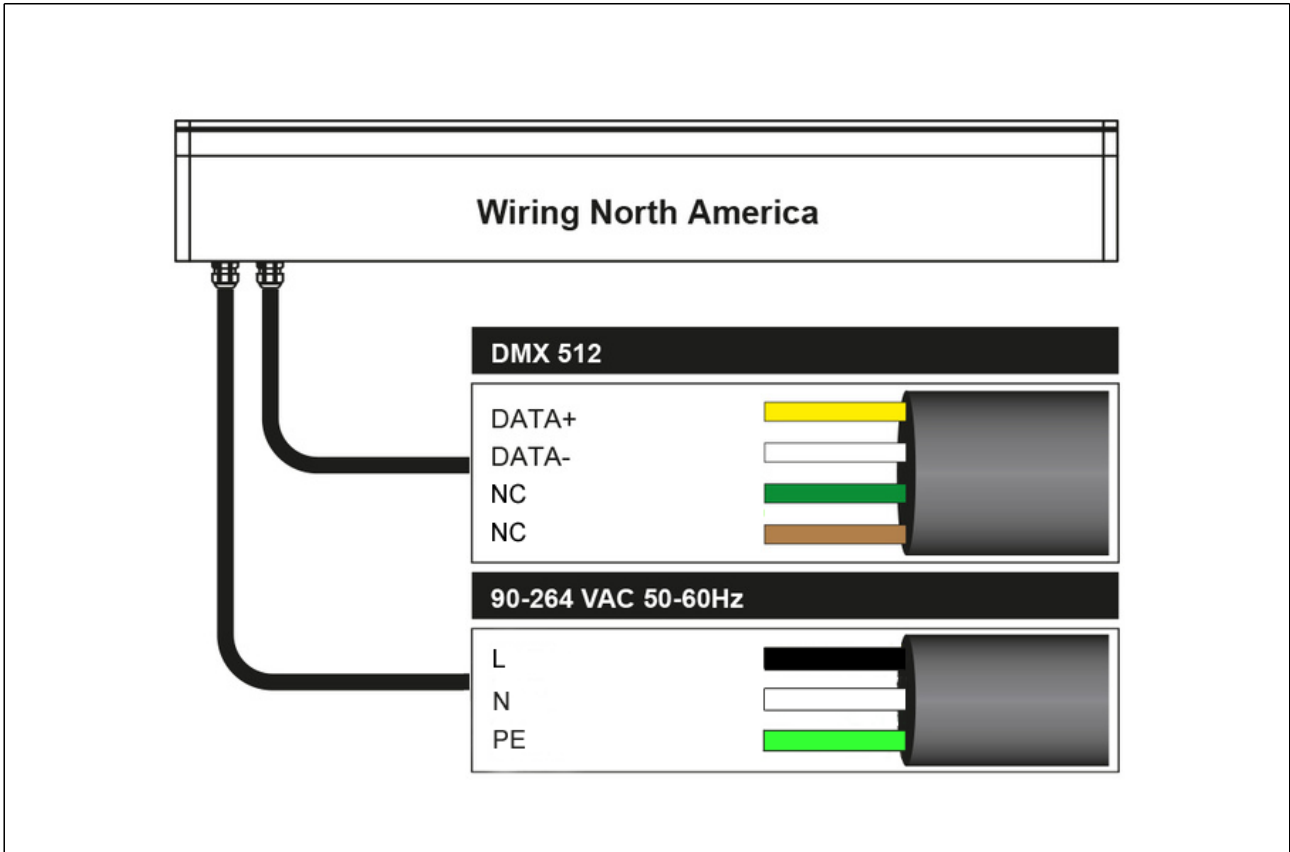 Wiring North America
DMX 512
DATA+
DATA-
NC
NC
90-264 VAC 50-60Hz
L
N
PE